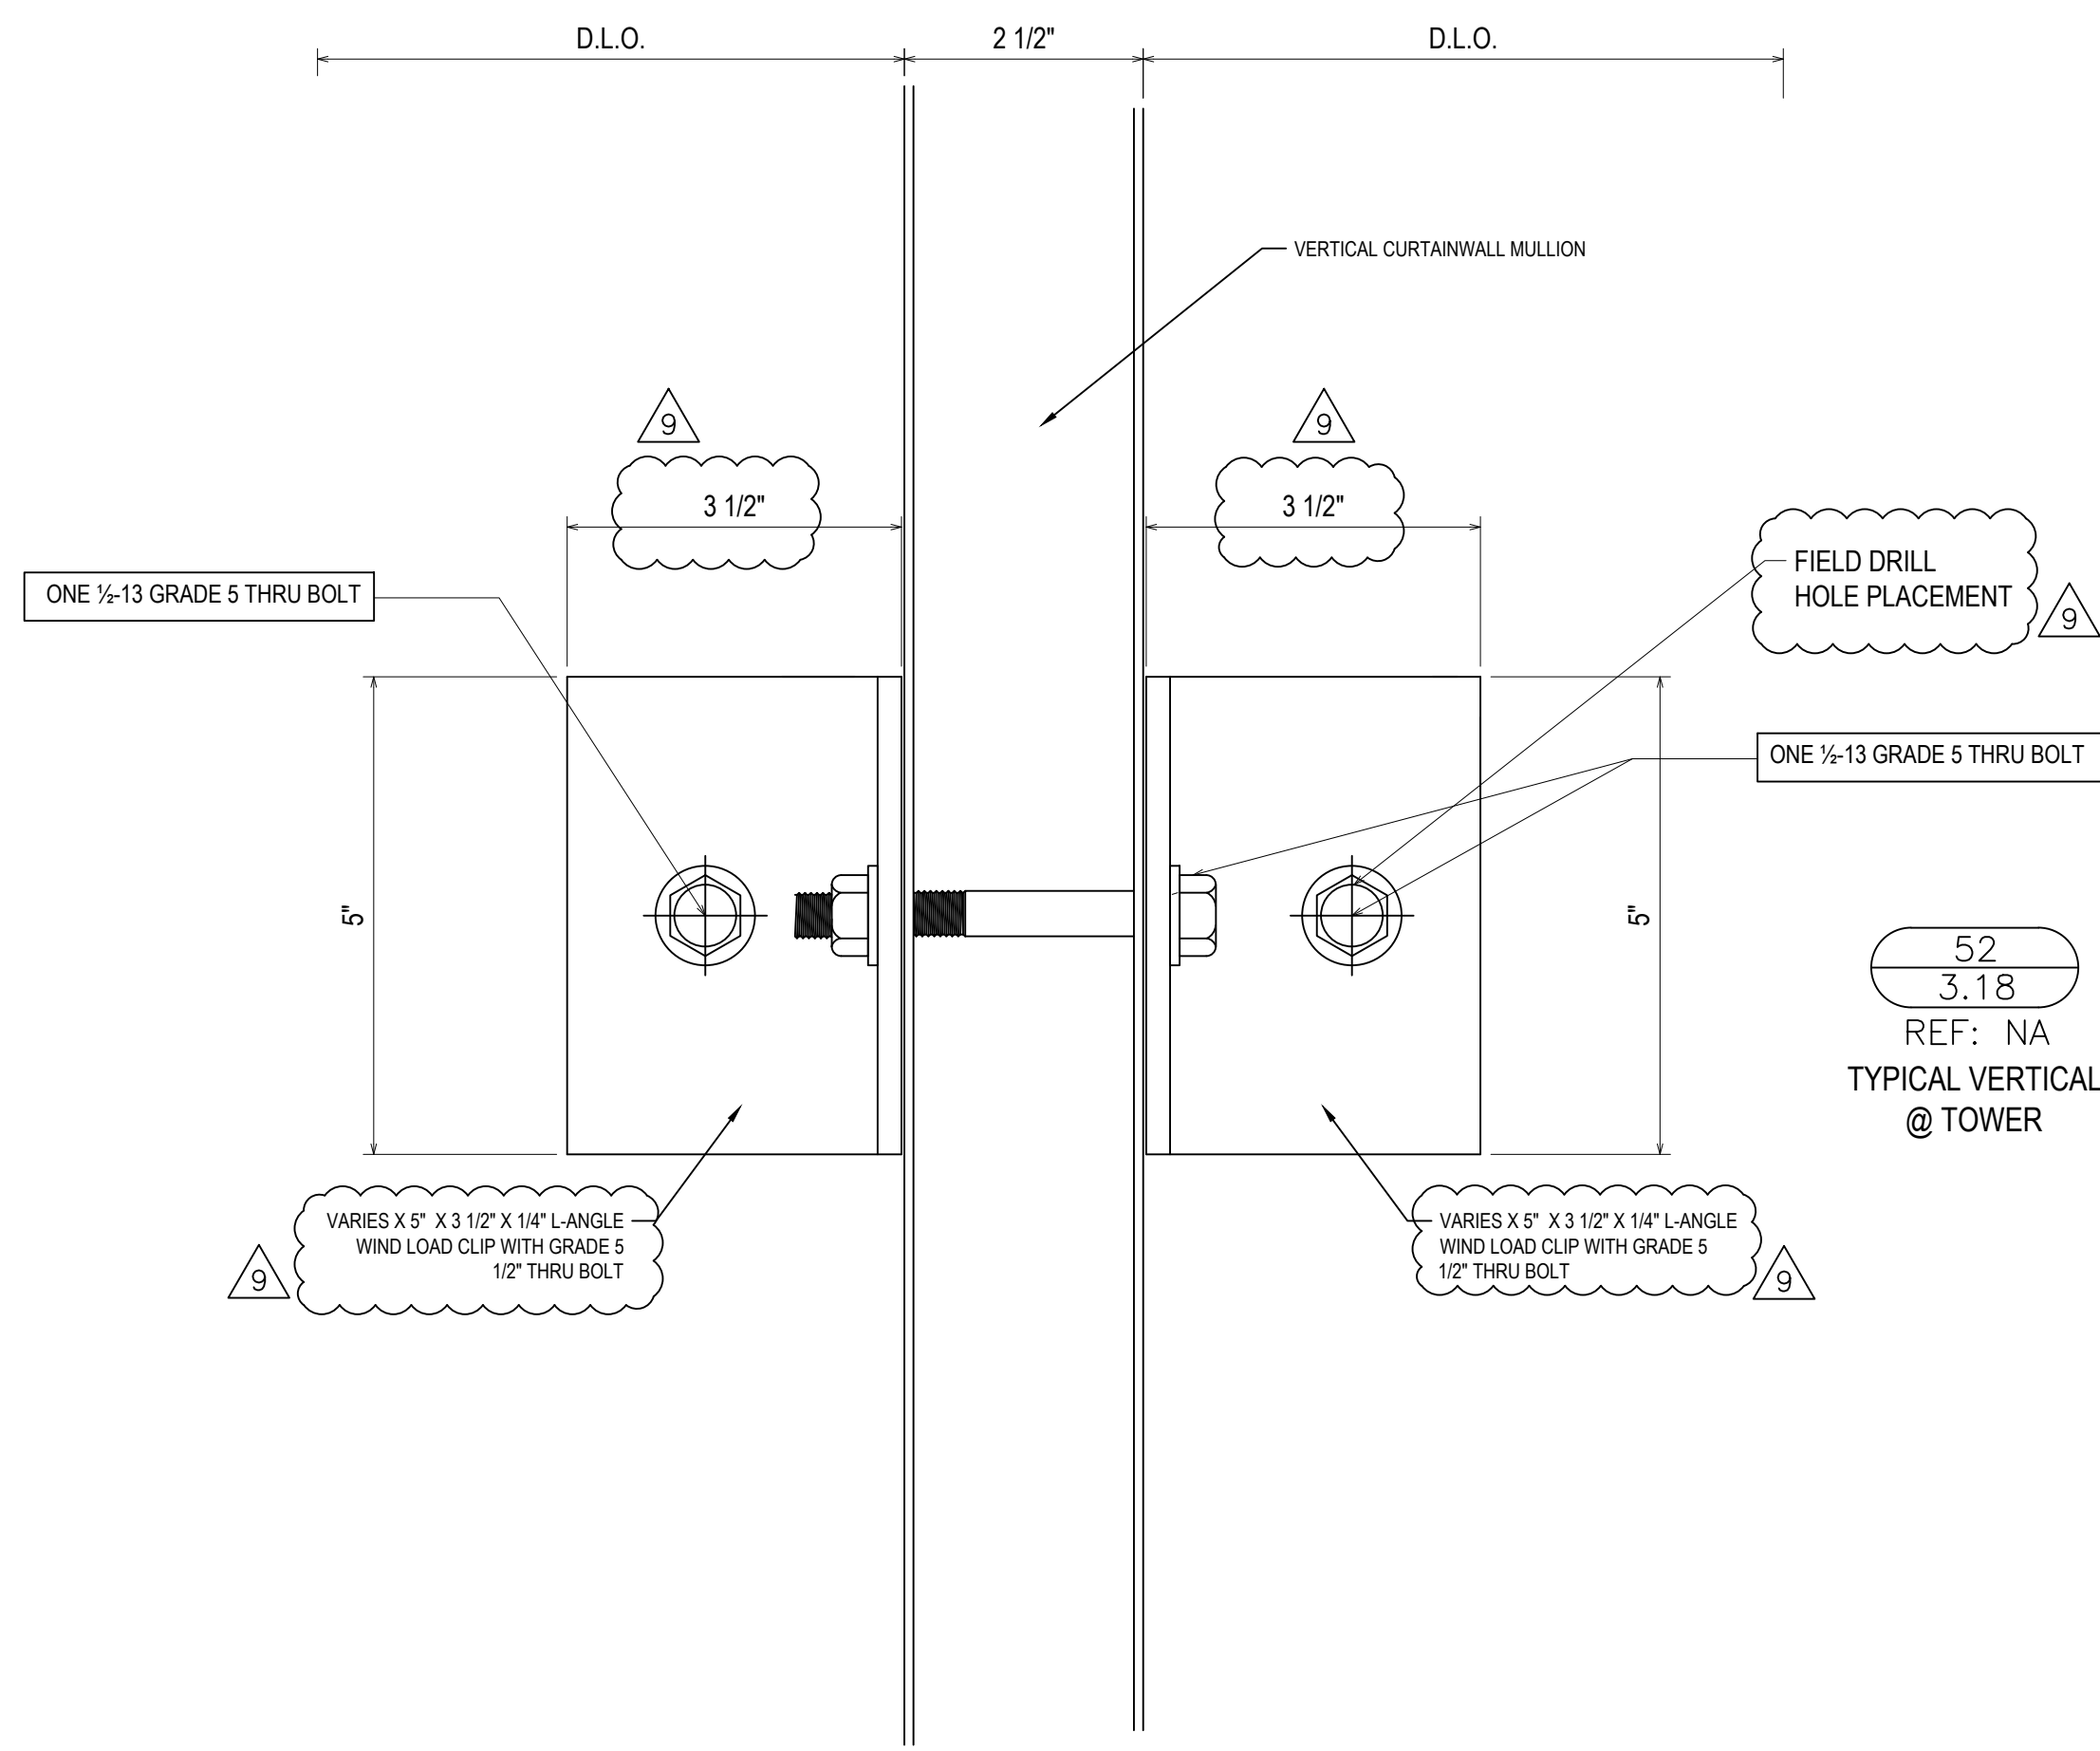 D.L.O.
2 1/2"
D.L.O.
VERTICAL CURTAINWALL MULLION
9
9
3 1/2"
3 1/2"
FIELD DRILL
HOLE PLACEMENT
9
ONE ½-13 GRADE 5 THRU BOLT
ONE ½-13 GRADE 5 THRU BOLT
5"
5"
52
3.18
REF: NA
TYPICAL VERTICAL
@ TOWER
VARIES X 5" X 3 1/2" X 1/4" L-ANGLE
WIND LOAD CLIP WITH GRADE 5
1/2" THRU BOLT
9
VARIES X 5" X 3 1/2" X 1/4" L-ANGLE
WIND LOAD CLIP WITH GRADE 5
1/2" THRU BOLT
9